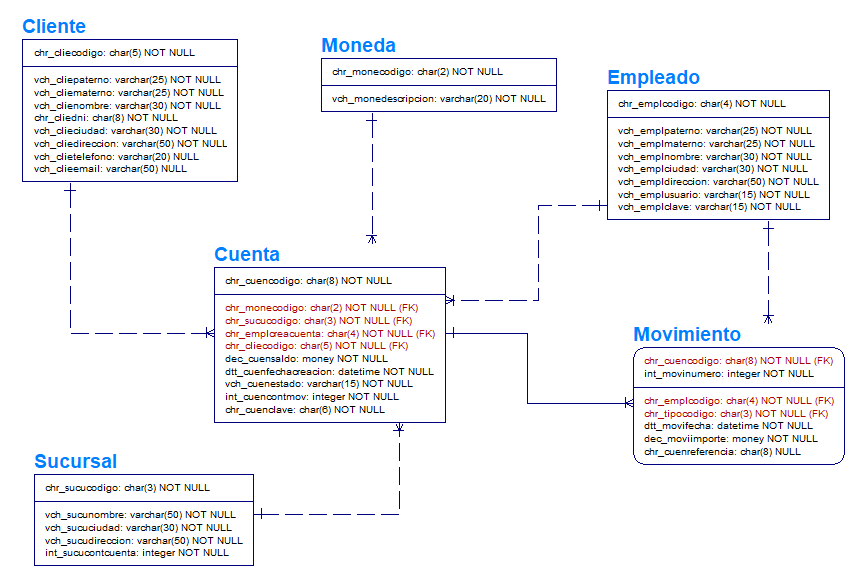 Cliente
chr_cliecodigo: char(5) NOT NULL
vch_cliepaterno: varchar(25) NOT NULL
vch_cliematerno: varchar(25) NOT NULL
vch_clienombre: varchar(30) NOT NULL
chr_cliedni: char(8) NOT NULL
vch_clieciudad: varchar(30) NOT NULL
vch_cliedireccion: varchar(50) NOT NULL
vch_clietelefono: varchar(20) NULL
vch_clieemail: varchar(50) NULL
Moneda
chr_monecodigo: char(2) NOT NULL
vch_monedescripcion: varchar(20) NOT NULL
Empleado
chr_emplcodigo: char(4) NOT NULL
vch_emplpaterno: varchar(25) NOT NULL
vch_emplmaterno: varchar(25) NOT NULL
vch_emplnombre: varchar(30) NOT NULL
vch_emplciudad: varchar(30) NOT NULL
vch_empldireccion: varchar(50) NOT NULL
vch_emplusuario: varchar(15) NOT NULL
vch_emplclave: varchar(15) NOT NULL
Cuenta
chr_cuencodigo: char(8) NOT NULL
chr_monecodigo: char(2) NOT NULL (FK)
chr_sucucodigo: char(3) NOT NULL (FK)
chr_emplcreacuenta: char(4) NOT NULL (FK)
chr_cliecodigo: char(5) NOT NULL (FK)
dec_cuensaldo: money NOT NULL
dtt_cuenfechacreacion: datetime NOT NULL
vch_cuenestado: varchar(15) NOT NULL
int_cuencontmov: integer NOT NULL
chr_cuenclave: char(6) NOT NULL
Movimiento
chr_cuencodigo: char(8) NOT NULL (FK)
int_movinumero: integer NOT NULL
chr_emplcodigo: char(4) NOT NULL (FK)
chr_tipocodigo: char(3) NOT NULL (FK)
dtt_movifecha: datetime NOT NULL
dec_moviimporte: money NOT NULL
chr_cuenreferencia: char(8) NULL
Sucursal
chr_sucucodigo: char(3) NOT NULL
vch_sucunombre: varchar(50) NOT NULL
vch_sucuciudad: varchar(30) NOT NULL
vch_sucudireccion: varchar(50) NOT NULL
int_sucucontcuenta: integer NOT NULL